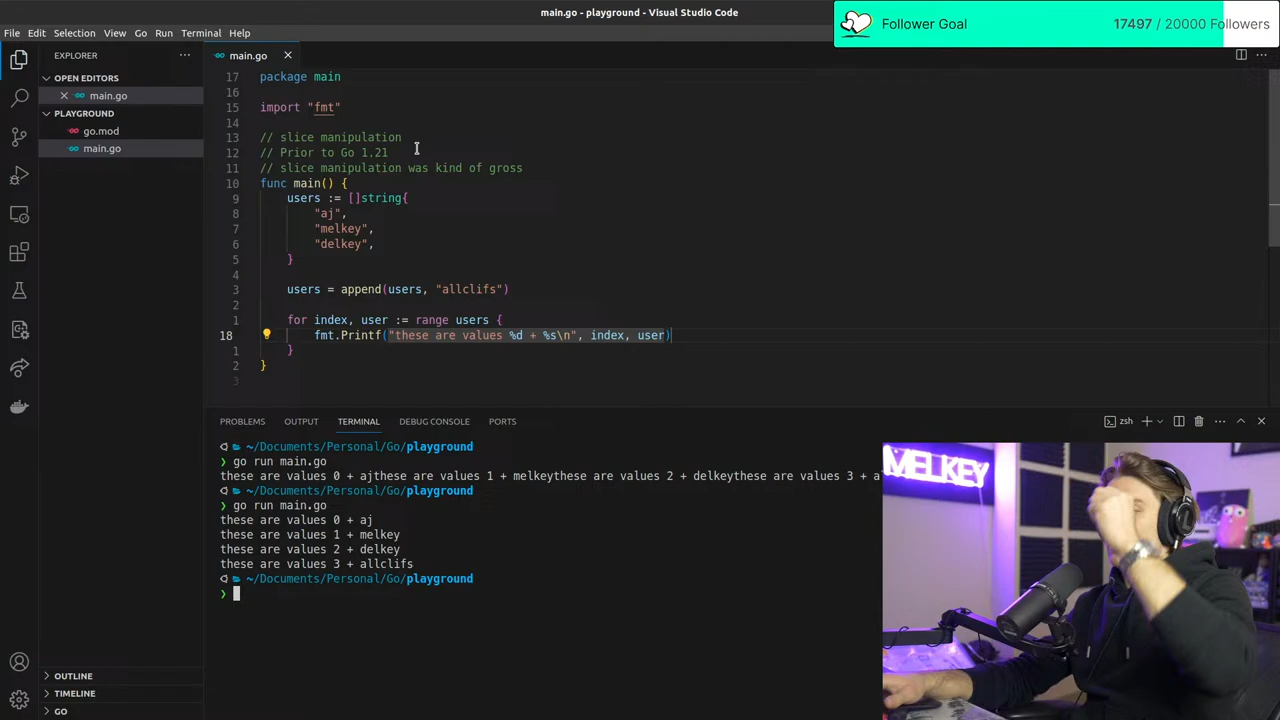 main.go - playground - Visual Studio Code
Follower Goal 17497 / 20000 Followers
File Edit Selection View Go Run Terminal Help
EXPLORER ···
main.go
OPEN EDITORS
main.go
PLAYGROUND
go.mod
main.go
17 package main
16
15 import "fmt"
14
13 // slice manipulation
12 // Prior to Go 1.21
11 // slice manipulation was kind of gross
10 func main() {
9 users := []string{
8 "aj",
7 "melkey",
6 "delkey",
5 }
4
3 users = append(users, "allclifs")
2
1 for index, user := range users {
18 fmt.Printf("these are values %d + %s\n", index, user)
1 }
2 }
3
PROBLEMS OUTPUT TERMINAL DEBUG CONSOLE PORTS
zsh
~/Documents/Personal/Go/playground
❯ go run main.go
these are values 0 + ajthese are values 1 + melkeythese are values 2 + delkeythese are values 3 + a
~/Documents/Personal/Go/playground
❯ go run main.go
these are values 0 + aj
these are values 1 + melkey
these are values 2 + delkey
these are values 3 + allclifs
~/Documents/Personal/Go/playground
❯
MELKEY
OUTLINE
TIMELINE
GO